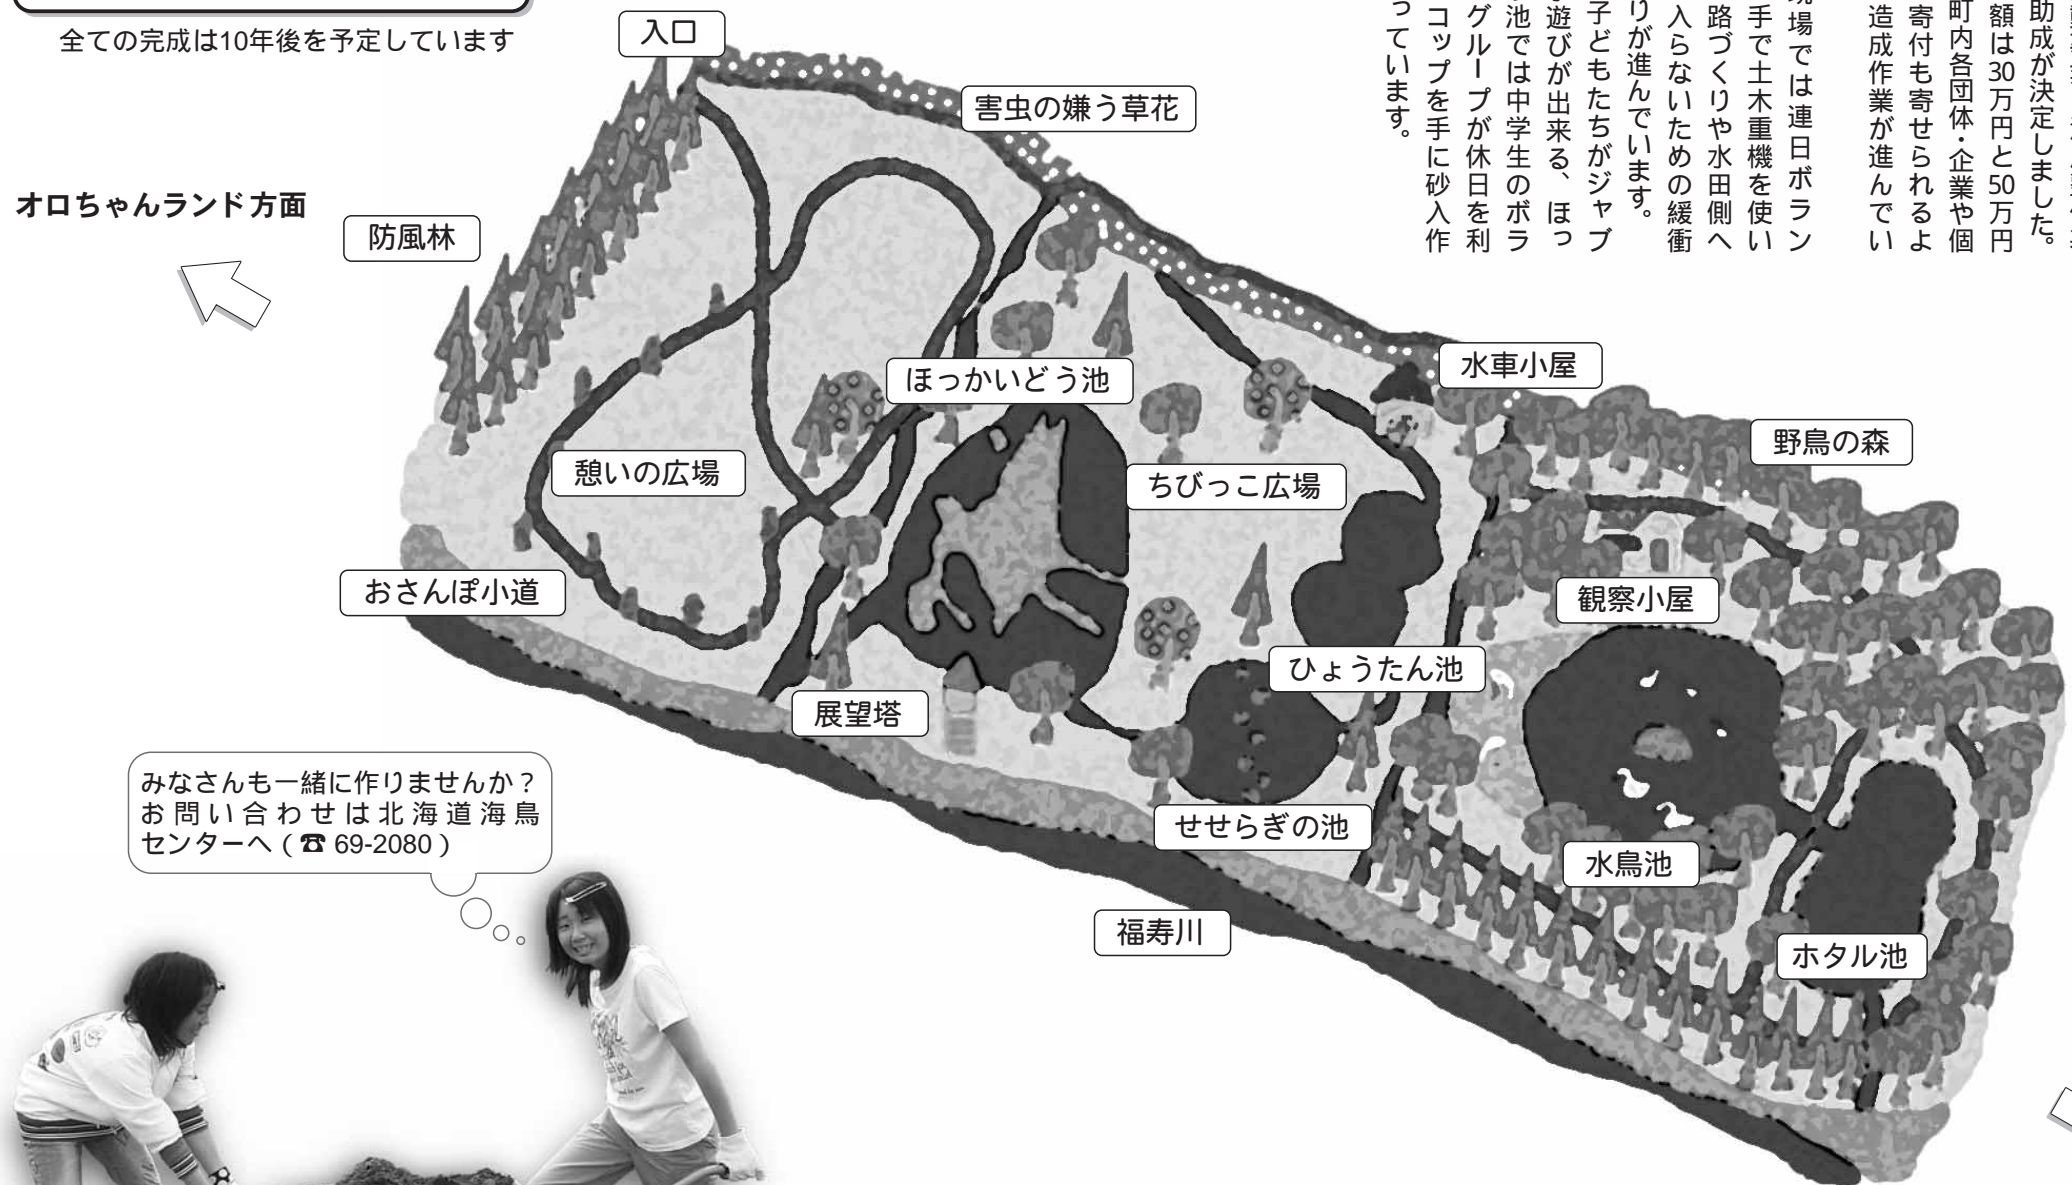 全ての完成は10年後を予定しています
助成が決定しました。
額は30万円と50万円
町内各団体・企業や個
寄付も寄せられるよ
造成作業が進んでい
現場では連日ボラン
手で土木重機を使い
路づくりや水田側へ
入らないための緩衝
りが進んでいます。
子どもたちがジャブ
遊びが出来る、ほっ
池では中学生のボラ
グループが休日を利
コップを手に砂入作
っています。
入口
害虫の嫌う草花
オロちゃんランド方面
防風林
水車小屋
ほっかいどう池
野鳥の森
憩いの広場
ちびっこ広場
おさんぽ小道
観察小屋
ひょうたん池
展望塔
せせらぎの池
水鳥池
福寿川
ホタル池
みなさんも一緒に作りませんか?
お問い合わせは北海道海鳥
センターへ(☎ 69-2080)